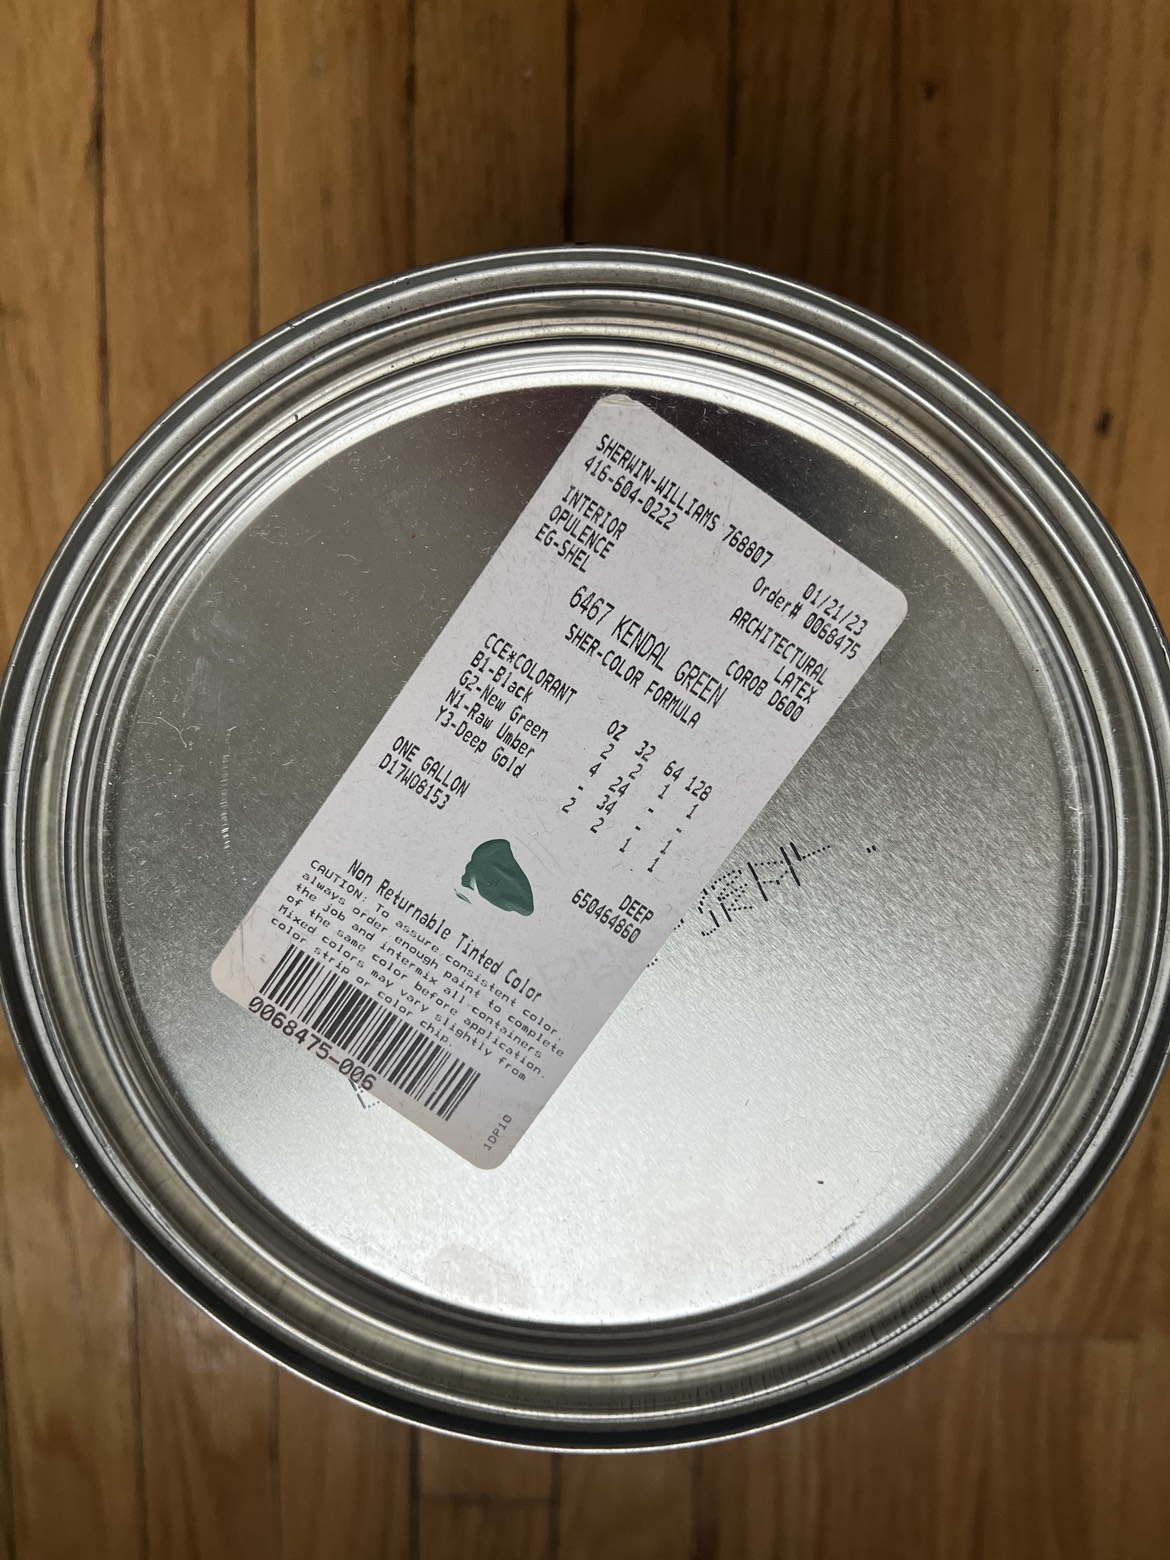 SHERWIN-WILLIAMS 768807 01/21/23
416-604-0222 Order# 0068475
INTERIOR ARCHITECTURAL
OPULENCE LATEX
EG-SHEL COROB D600
6467 KENDAL GREEN
SHER-COLOR FORMULA
CCE*COLORANT OZ 32 64 128
B1-Black 2 2 1 1
G2-New Green 4 24 - -
N1-Raw Umber - 34 - 1
Y3-Deep Gold 2 2 1 1
ONE GALLON DEEP
D17W08153 650464860
Non Returnable Tinted Color
CAUTION: To assure consistent color,
always order enough paint to complete
the job and intermix all containers
of the same color before application.
Mixed colors may vary slightly from
color strip or color chip.
0068475-006
1DP10